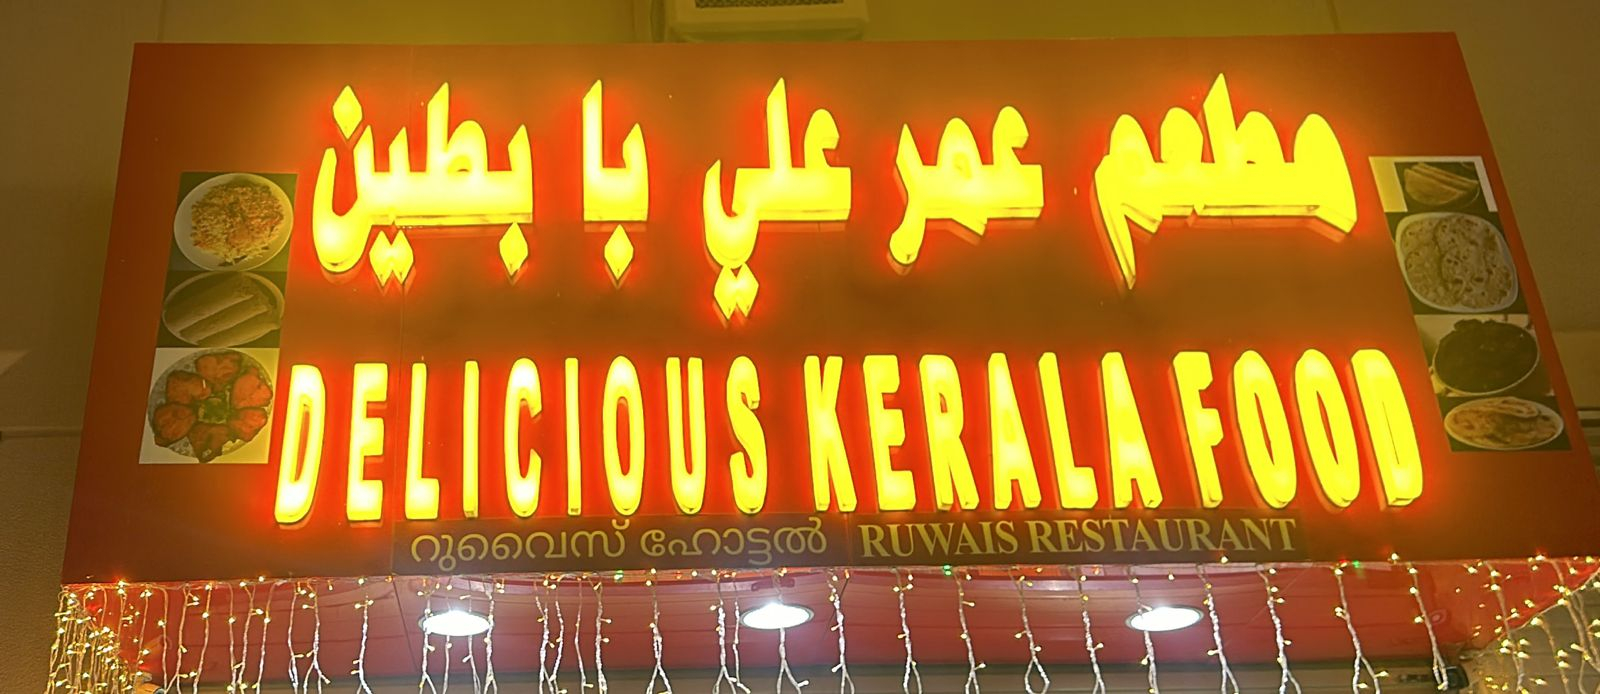 مطعم عمر علي با بطين
DELICIOUS KERALA FOOD
റുവൈസ് ഹോട്ടൽ RUWAIS RESTAURANT